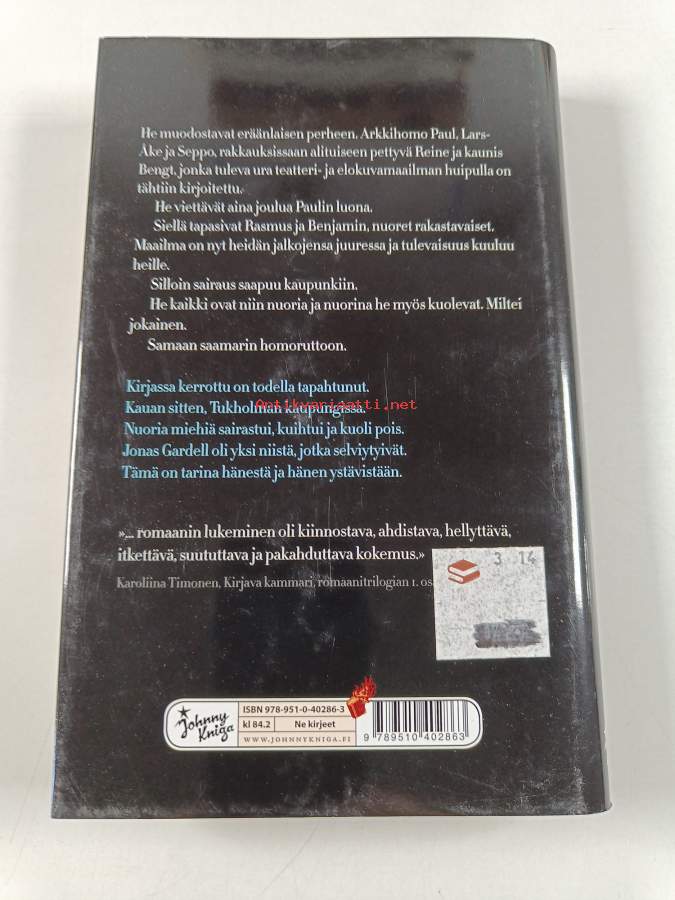 He muodostavat eräänlaisen perheen. Arkkihomo Paul, Lars-
Åke ja Seppo, rakkauksissaan alituiseen pettyvä Reine ja kaunis
Bengt, jonka tuleva ura teatteri- ja elokuvamaailman huipulla on
tähtiin kirjoitettu.
He viettävät aina joulua Paulin luona.
Siellä tapasivat Rasmus ja Benjamin, nuoret rakastavaiset.
Maailma on nyt heidän jalkojensa juuressa ja tulevaisuus kuuluu
heille.
Silloin sairaus saapuu kaupunkiin.
He kaikki ovat niin nuoria ja nuorina he myös kuolevat. Miltei
jokainen.
Samaan saamarin homoruttoon.
Kirjassa kerrottu on todella tapahtunut.
Kauan sitten, Tukholman kaupungissa.
Antikvariaatti.net
Nuoria miehiä sairastui, kuihtui ja kuoli pois.
Jonas Gardell oli yksi niistä, jotka selviytyivät.
Tämä on tarina hänestä ja hänen ystävistään.
»... romaanin lukeminen oli kiinnostava, ahdistava, hellyttävä,
itkettävä, suututtava ja pakahduttava kokemus.»
Karoliina Timonen, Kirjava kammari, romaanitrilogian 1. os
3 14
Johnny
Kniga
ISBN 978-951-0-40286-3
kl 84.2 Ne kirjeet
WWW.JOHNNYKNIGA.FI
9 789510 402863